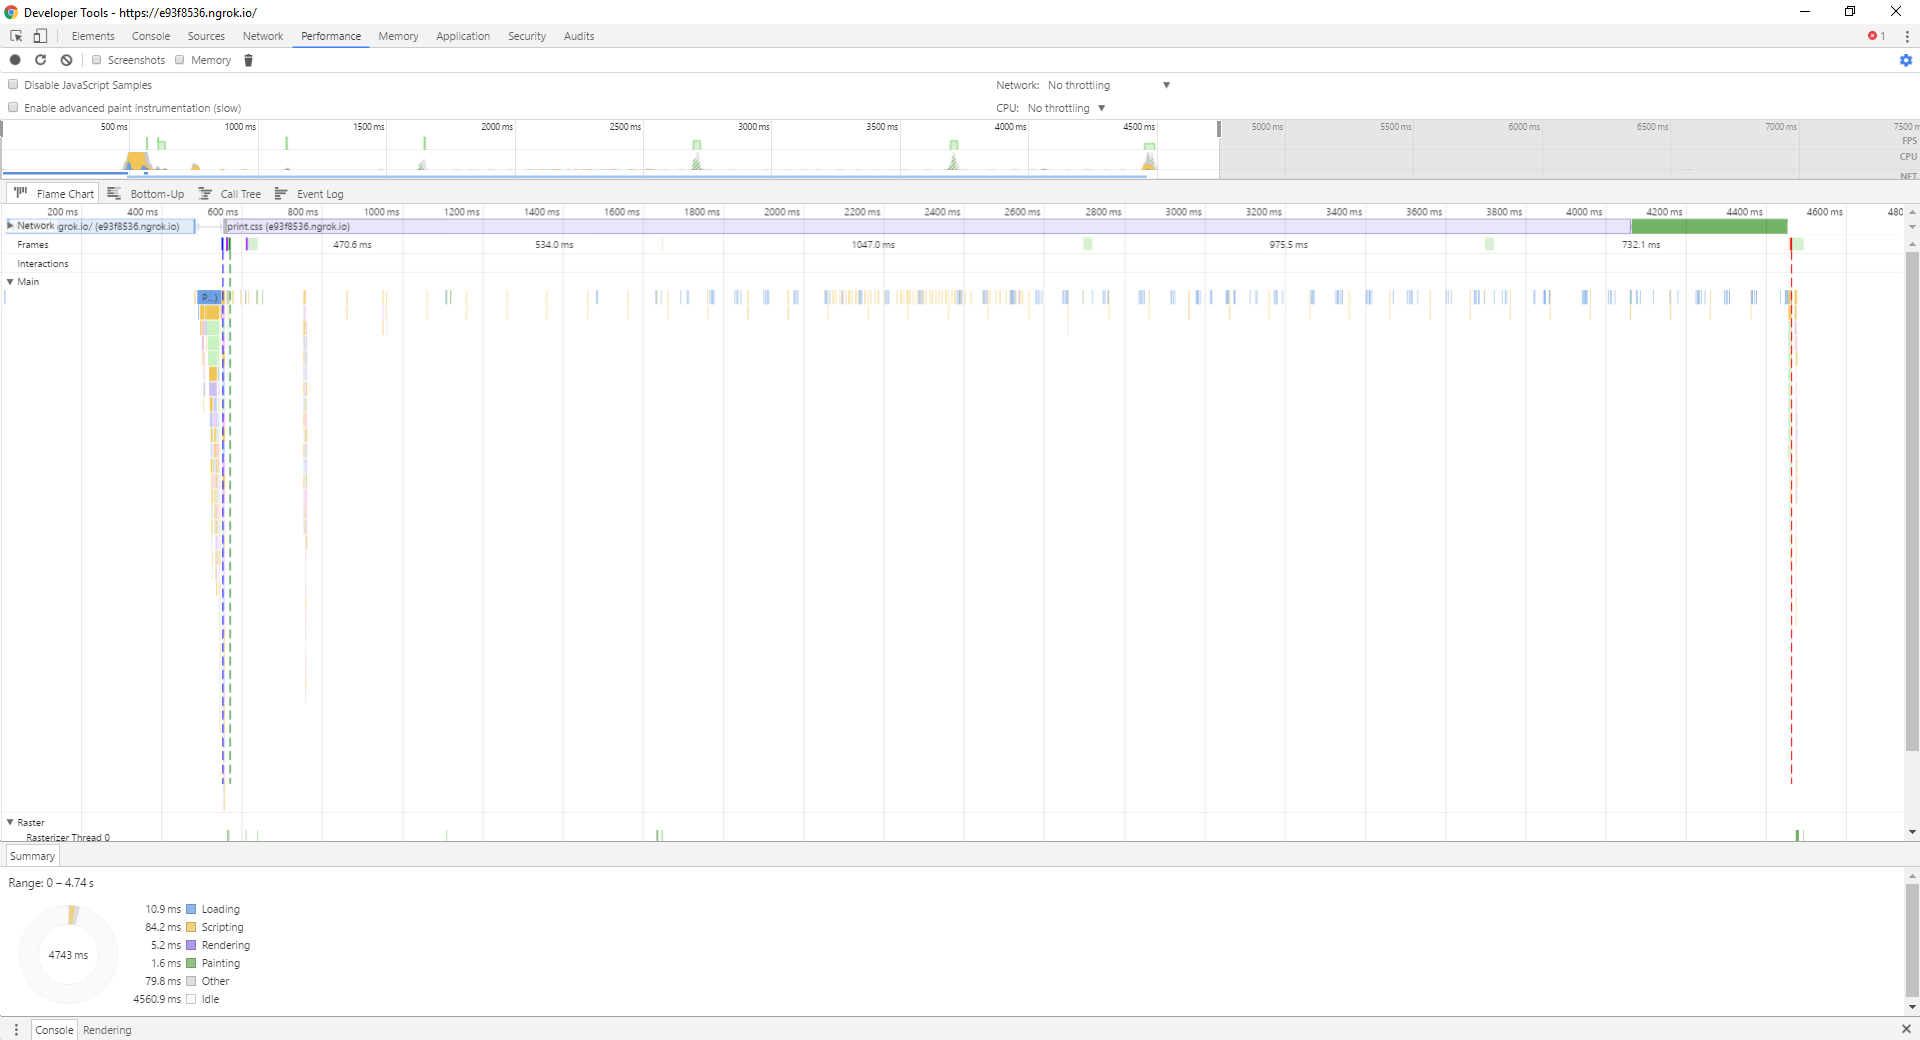 Developer Tools - https://e93f8536.ngrok.io/
Elements Console Sources Network Performance Memory Application Security Audits 1
Screenshots Memory
Disable JavaScript Samples Network: No throttling
Enable advanced paint instrumentation (slow) CPU: No throttling
500 ms 1000 ms 1500 ms 2000 ms 2500 ms 3000 ms 3500 ms 4000 ms 4500 ms 5000 ms 5500 ms 6000 ms 6500 ms 7000 ms 7500 m
FPS
CPU
NET
Flame Chart Bottom-Up Call Tree Event Log
200 ms 400 ms 600 ms 800 ms 1000 ms 1200 ms 1400 ms 1600 ms 1800 ms 2000 ms 2200 ms 2400 ms 2600 ms 2800 ms 3000 ms 3200 ms 3400 ms 3600 ms 3800 ms 4000 ms 4200 ms 4400 ms 4600 ms 480
Network grok.io/ (e93f8536.ngrok.io) print.css (e93f8536.ngrok.io)
Frames 470.6 ms 534.0 ms 1047.0 ms 975.5 ms 732.1 ms
Interactions
Main
P...)
Raster
Rasterizer Thread 0
Summary
Range: 0 – 4.74 s
10.9 ms Loading
84.2 ms Scripting
5.2 ms Rendering
4743 ms
1.6 ms Painting
79.8 ms Other
4560.9 ms Idle
Console Rendering